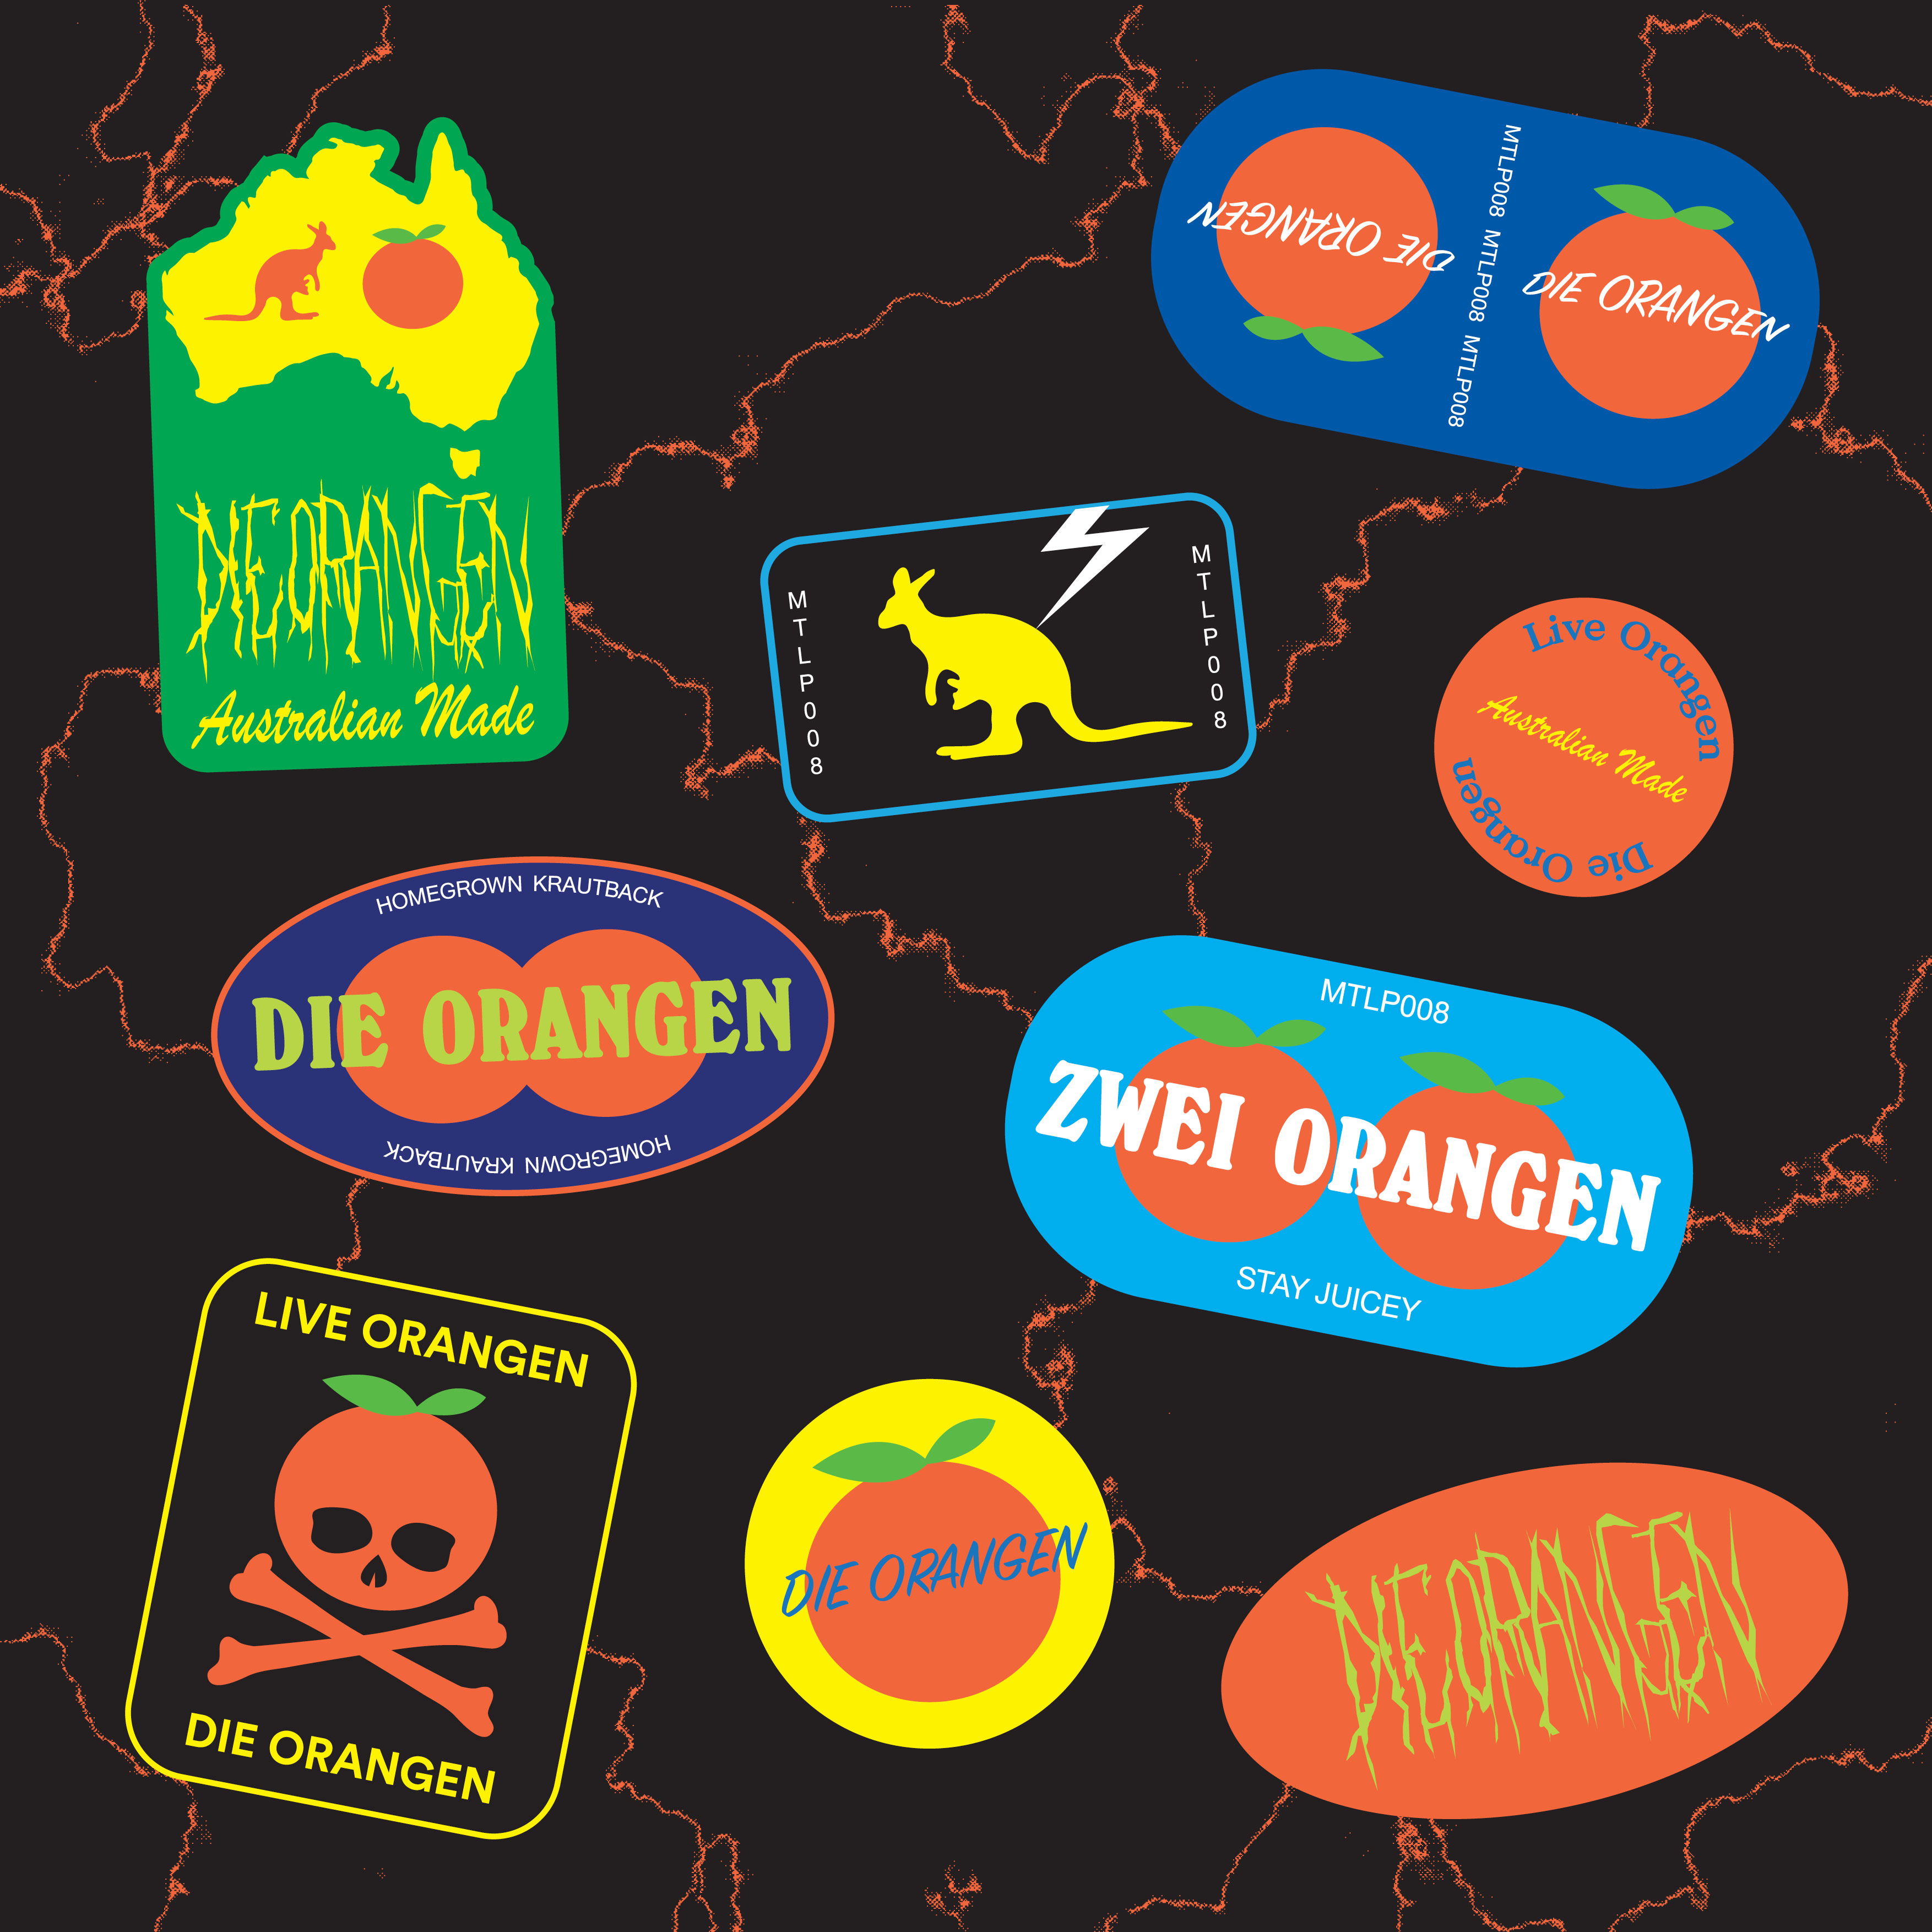 DIE ORANGEN
Australian Made
DIE ORANGEN
MTLP008 MTLP008 MTLP008
DIE ORANGEN
MTLP008
MTLP008
Live Orangen
Australian Made
Die Orangen
HOMEGROWN KRAUTBACK
DIE ORANGEN
HOMEGROWN KRAUTBACK
MTLP008
ZWEI ORANGEN
STAY JUICEY
LIVE ORANGEN
DIE ORANGEN
DIE ORANGEN
DIE ORANGEN